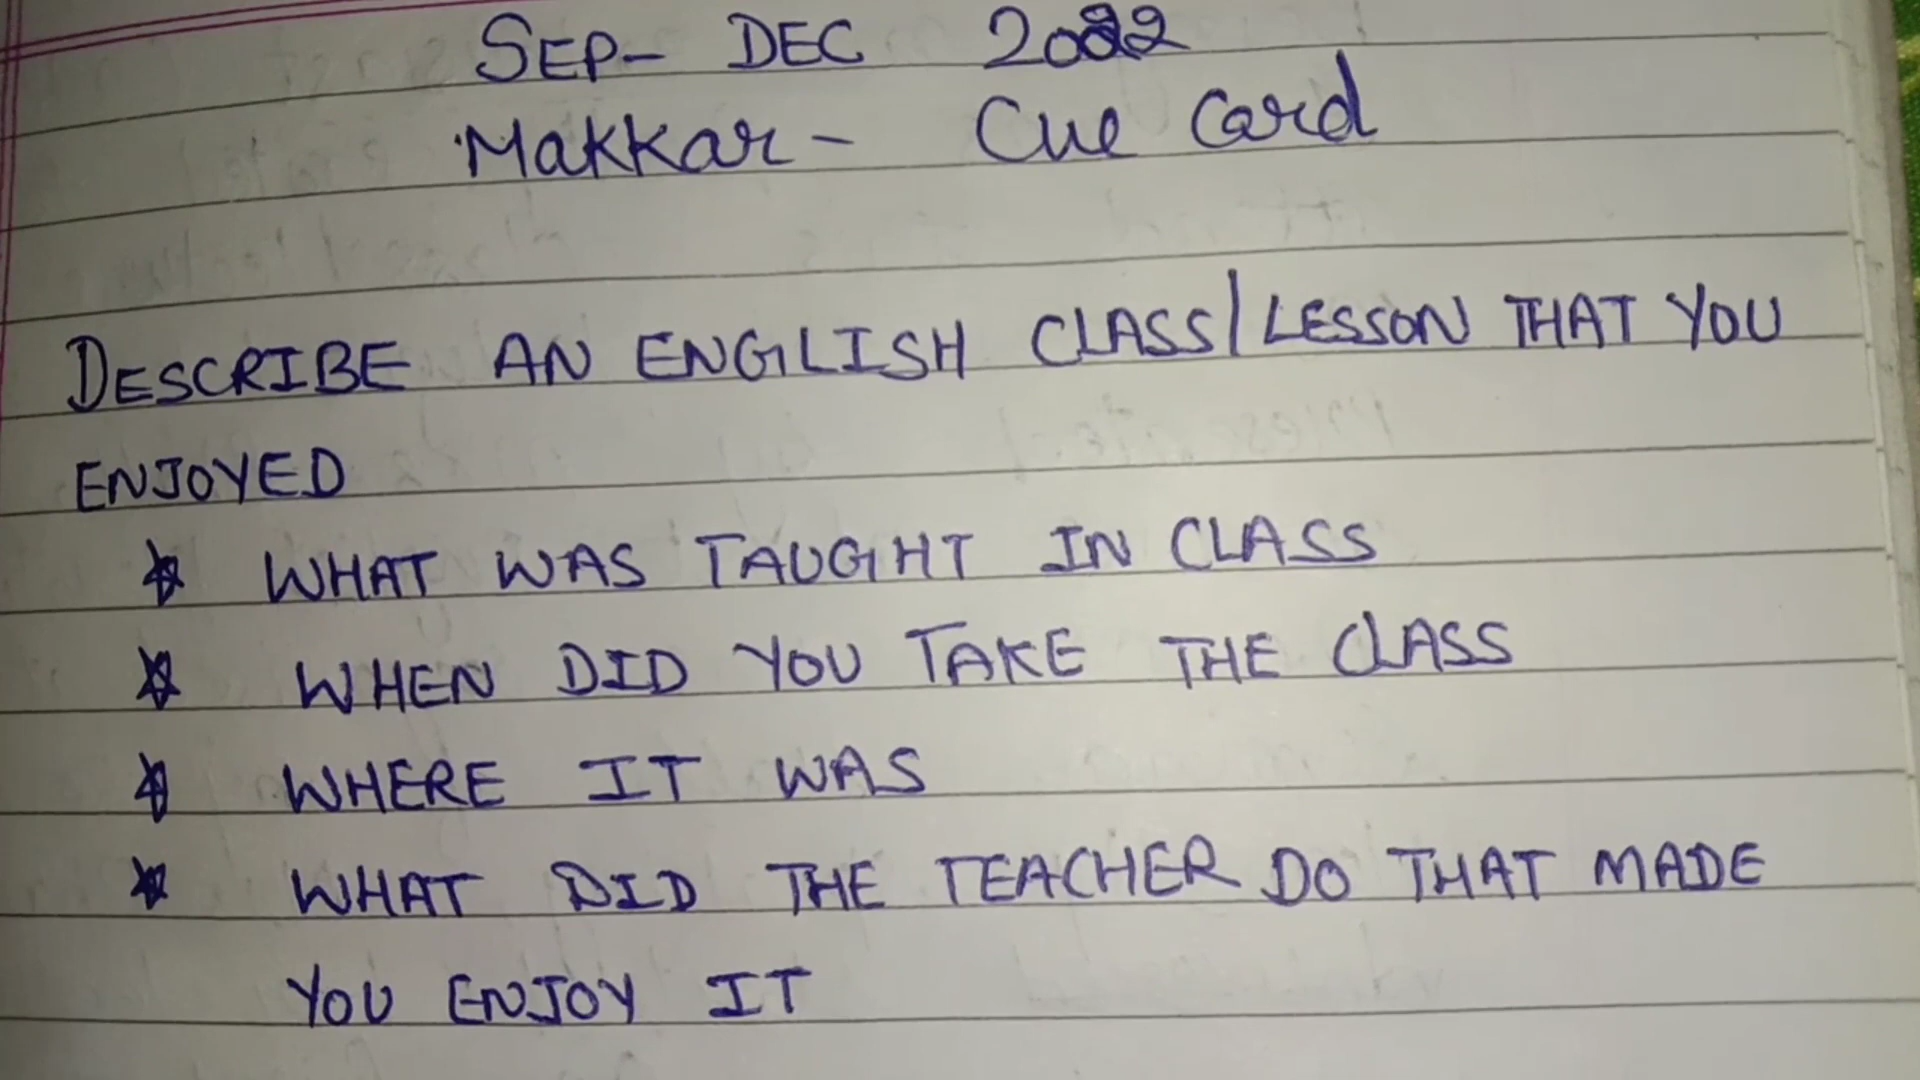 SEP- DEC 2022
Makkar- Cue Card
DESCRIBE AN ENGLISH CLASS/LESSON THAT YOU
ENJOYED
☆ WHAT WAS TAUGHT IN CLASS
☆ WHEN DID YOU TAKE THE CLASS
☆ WHERE IT WAS
☆ WHAT DID THE TEACHER DO THAT MADE
YOU ENJOY IT